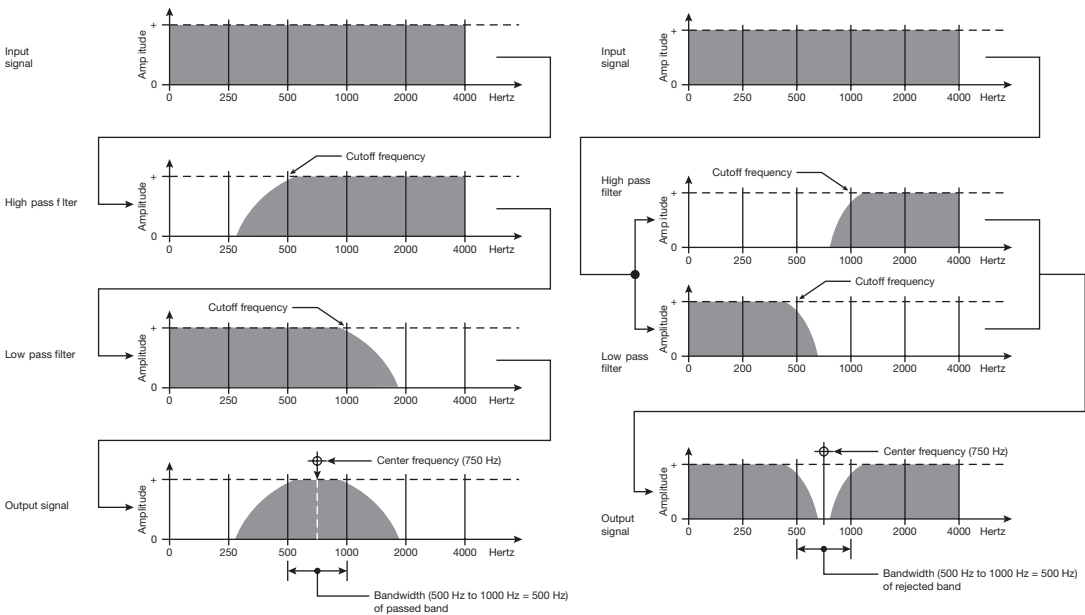 Input
signal
Amp itude
+
0
0 250 500 1000 2000 4000 Hertz
High pass f lter
Amplitude
+
0
Cutoff frequency
0 250 500 1000 2000 4000 Hertz
Low pass filter
Amplitude
+
0
Cutoff frequency
0 250 500 1000 2000 4000 Hertz
Output signal
Amplitude
+
0
Center frequency (750 Hz)
0 250 500 1000 2000 4000 Hertz
Bandwidth (500 Hz to 1000 Hz = 500 Hz)
of passed band
Input
signal
Amp itude
+
0
0 250 500 1000 2000 4000 Hertz
High pass
filter
Amp itude
+
0
Cutoff frequency
0 250 500 1000 2000 4000 Hertz
Low pass
filter
Amplitude
+
0
Cutoff frequency
0 200 500 1000 2000 4000 Hertz
Output
signal
Amplitude
+
0
Center frequency (750 Hz)
0 250 500 1000 2000 4000 Hertz
Bandwidth (500 Hz to 1000 Hz = 500 Hz)
of rejected band